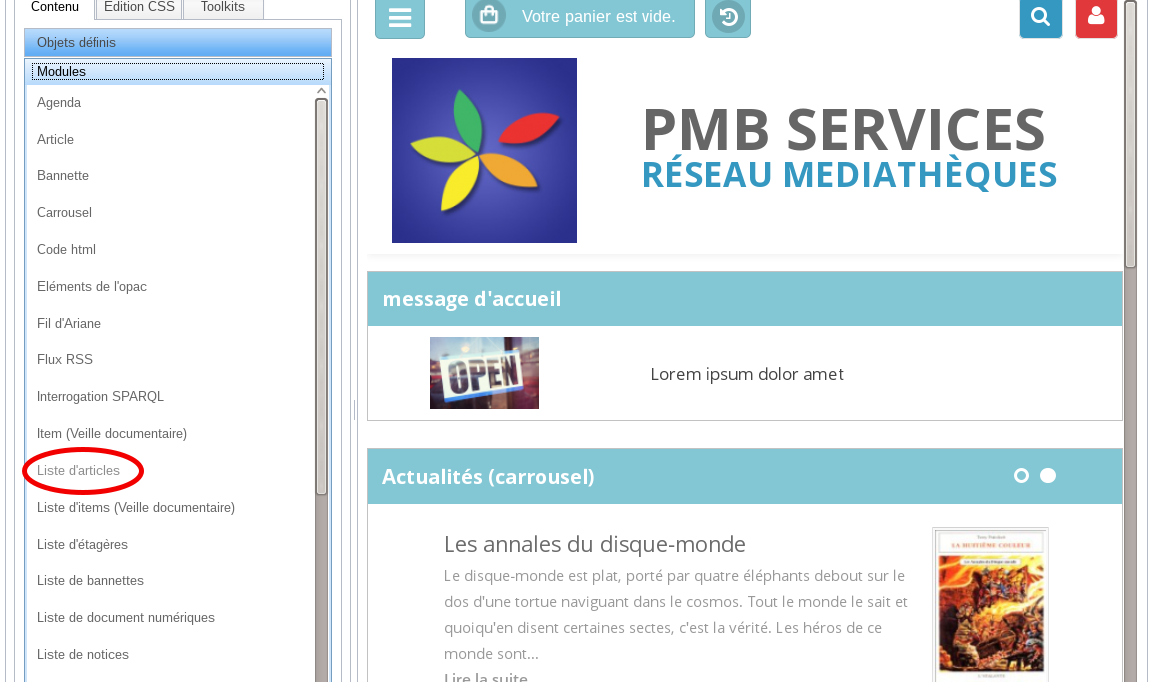 Contenu
Edition CSS
Toolkits
Objets définis
Modules
Agenda
Article
Bannette
Carrousel
Code html
Eléments de l'opac
Fil d'Ariane
Flux RSS
Interrogation SPARQL
Item (Veille documentaire)
Liste d'articles
Liste d'items (Veille documentaire)
Liste d'étagères
Liste de bannettes
Liste de document numériques
Liste de notices
Votre panier est vide.
PMB SERVICES
RÉSEAU MEDIATHÈQUES
message d'accueil
OPEN
Lorem ipsum dolor amet
Actualités (carrousel)
Les annales du disque-monde
Le disque-monde est plat, porté par quatre éléphants debout sur le
dos d'une tortue naviguant dans le cosmos. Tout le monde le sait et
quoiqu'en disent certaines sectes, c'est la vérité. Les héros de ce
monde sont...
Lire la suite
LA HUITIÈME COULEUR